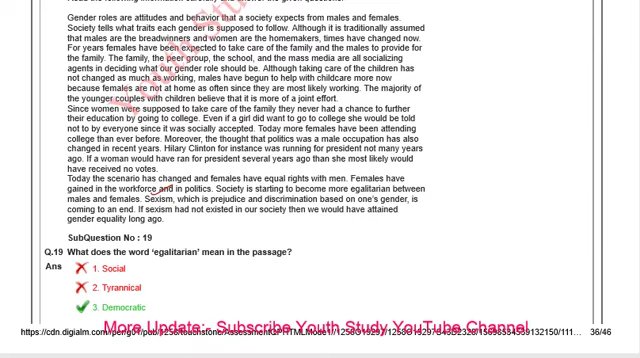 Gender roles are attitudes and behavior that a society expects from males and females.
Society tells what traits each gender is supposed to follow. Although it is traditionally assumed
that males are the breadwinners and women are the homemakers, times have changed now.
For years females have been expected to take care of the family and the males to provide for
the family. The family, the peer group, the school, and the mass media are all socializing
agents in deciding what our gender role should be. Although taking care of the children has
not changed as much as working, males have begun to help with childcare more now
because females are not at home as often since they are most likely working. The majority of
the younger couples with children believe that it is more of a joint effort.
Since women were supposed to take care of the family they never had a chance to further
their education by going to college. Even if a girl did want to go to college she would be told
not to by everyone since it was socially accepted. Today more females have been attending
college than ever before. Moreover, the thought that politics was a male occupation has also
changed in recent years. Hilary Clinton for instance was running for president not many years
ago. If a woman would have ran for president several years ago than she most likely would
have received no votes.
Today the scenario has changed and females have equal rights with men. Females have
gained in the workforce and in politics. Society is starting to become more egalitarian between
males and females. Sexism, which is prejudice and discrimination based on one's gender, is
coming to an end. If sexism had not existed in our society then we would have attained
gender equality long ago.
SubQuestion No : 19
Q.19 What does the word 'egalitarian' mean in the passage?
Ans 1. Social
2. Tyrannical
3. Democratic
More Update:- Subscribe Youth Study YouTube Channel
36/46
Youth Stu